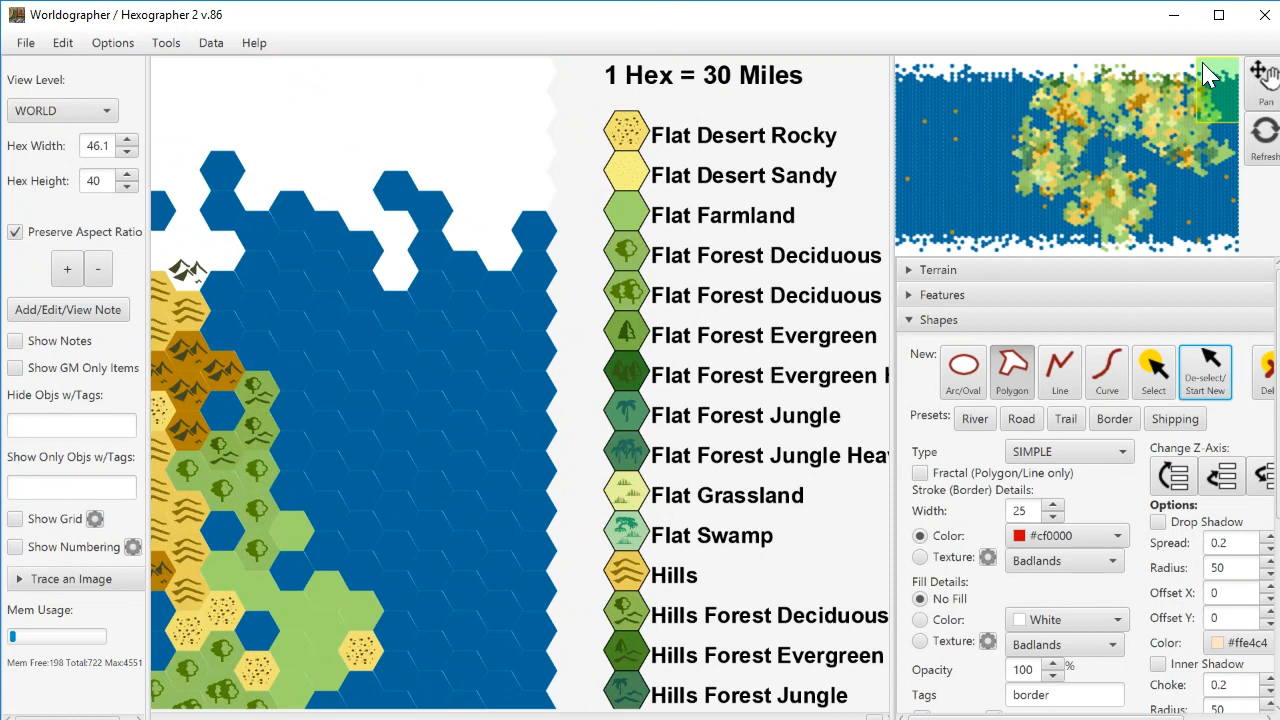 Worldographer / Hexographer 2 v.86
File Edit Options Tools Data Help
View Level:
WORLD
Hex Width: 46.1
Hex Height: 40
Preserve Aspect Ratio
+ -
Add/Edit/View Note
Show Notes
Show GM Only Items
Hide Objs w/Tags:
Show Only Objs w/Tags:
Show Grid
Show Numbering
Trace an Image
Mem Usage:
Mem Free:198 Total:722 Max:4551
1 Hex = 30 Miles
Flat Desert Rocky
Flat Desert Sandy
Flat Farmland
Flat Forest Deciduous
Flat Forest Deciduous
Flat Forest Evergreen
Flat Forest Evergreen H
Flat Forest Jungle
Flat Forest Jungle Hea
Flat Grassland
Flat Swamp
Hills
Hills Forest Deciduous
Hills Forest Evergreen
Hills Forest Jungle
Pan
Refresh
Terrain
Features
Shapes
New:
Arc/Oval
Polygon
Line
Curve
Select
De-select/
Start New
Del
Presets: River Road Trail Border Shipping
Type SIMPLE
Fractal (Polygon/Line only)
Stroke (Border) Details:
Width: 25
Color: #cf0000
Texture: Badlands
Fill Details:
No Fill
Color: White
Texture: Badlands
Opacity 100 %
Tags border
Change Z-Axis:
Options:
Drop Shadow
Spread: 0.2
Radius: 50
Offset X: 0
Offset Y: 0
Color: #ffe4c4
Inner Shadow
Choke: 0.2
Radius: 50